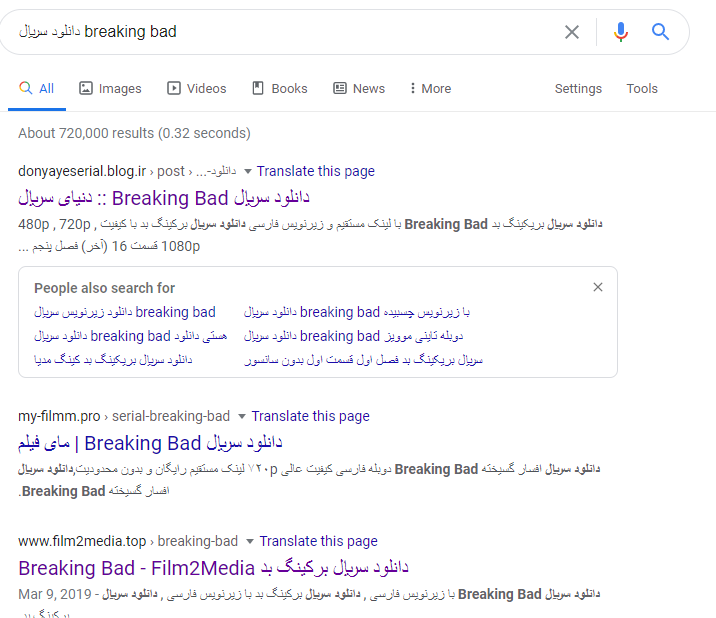 دانلود سریال breaking bad
All Images Videos Books News More Settings Tools
About 720,000 results (0.32 seconds)
donyayeserial.blog.ir › post › ...-دانلود Translate this page
دانلود سریال Breaking Bad :: دنیای سریال
دانلود سریال بریکینگ بد Breaking Bad با لینک مستقیم و زیرنویس فارسی دانلود سریال برکینگ بد با کیفیت 480p , 720p ,
1080p قسمت 16 (آخر) فصل پنجم ...
People also search for
دانلود زیرنویس سریال breaking bad
دانلود سریال breaking bad با زیرنویس چسبیده
دانلود سریال breaking bad هستی دانلود
دانلود سریال breaking bad دوبله تاینی موویز
دانلود سریال بریکینگ بد کینگ مدیا
سریال بریکینگ بد فصل اول قسمت اول بدون سانسور
my-filmm.pro › serial-breaking-bad Translate this page
دانلود سریال Breaking Bad | مای فیلم
دانلود سریال افسار گسیخته Breaking Bad دوبله فارسی کیفیت عالی ۷۲۰p لینک مستقیم رایگان و بدون محدودیت,دانلود سریال
افسار گسیخته Breaking Bad.
www.film2media.top › breaking-bad Translate this page
دانلود سریال برکینگ بد Breaking Bad - Film2Media
Mar 9, 2019 - دانلود سریال Breaking Bad با زیرنویس فارسی , دانلود سریال برکینگ بد با زیرنویس فارسی , دانلود سریال
برکینگ بد